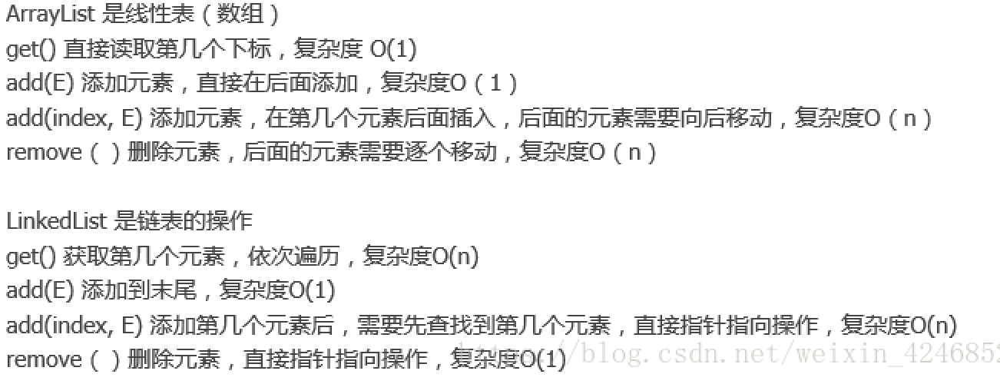 ArrayList 是线性表（数组）
get() 直接读取第几个下标，复杂度 O(1)
add(E) 添加元素，直接在后面添加，复杂度O（1）
add(index, E) 添加元素，在第几个元素后面插入，后面的元素需要向后移动，复杂度O（n）
remove（）删除元素，后面的元素需要逐个移动，复杂度O（n）
LinkedList 是链表的操作
get() 获取第几个元素，依次遍历，复杂度O(n)
add(E) 添加到末尾，复杂度O(1)
add(index, E) 添加第几个元素后，需要先查找到第几个元素，直接指针指向操作，复杂度O(n)
remove（）删除元素，直接指针指向操作，复杂度O(1)
https://blog.csdn.net/weixin_4246852